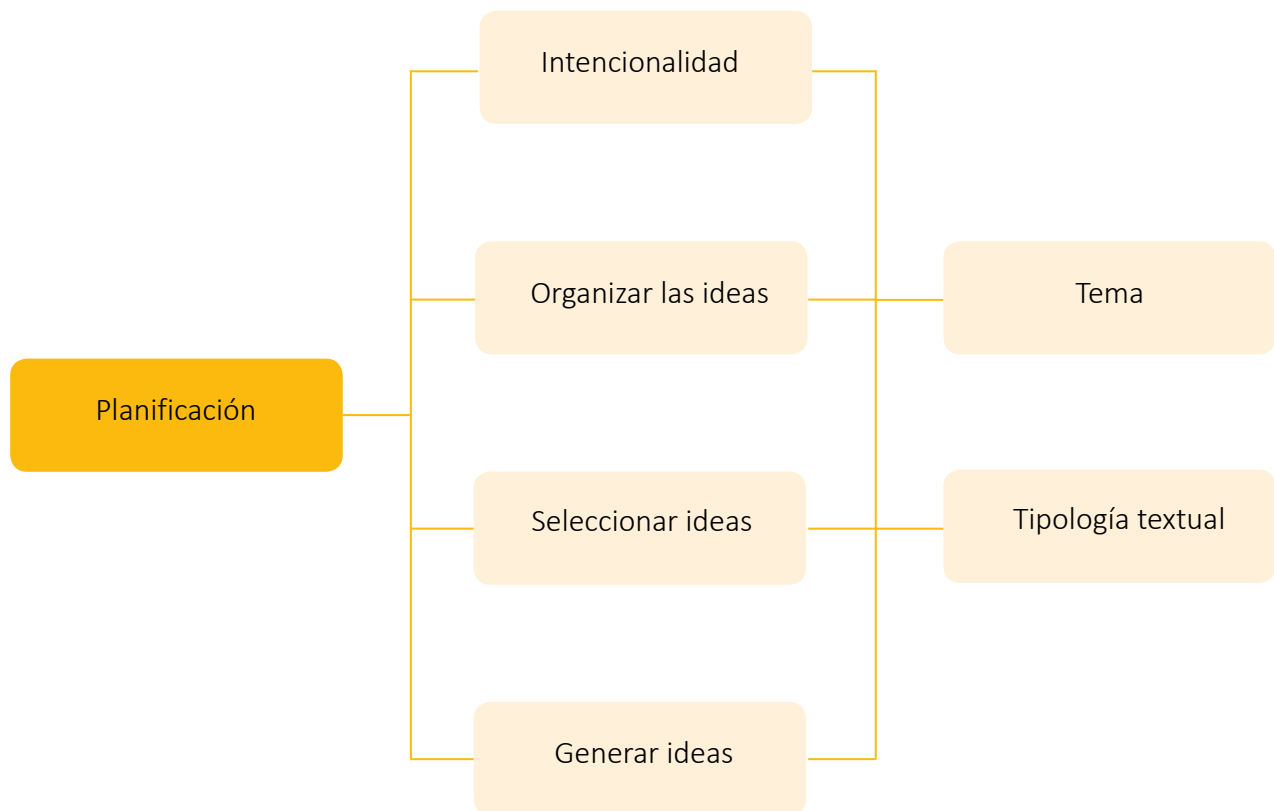 Planificación
Intencionalidad
Organizar las ideas
Seleccionar ideas
Generar ideas
Tema
Tipología textual